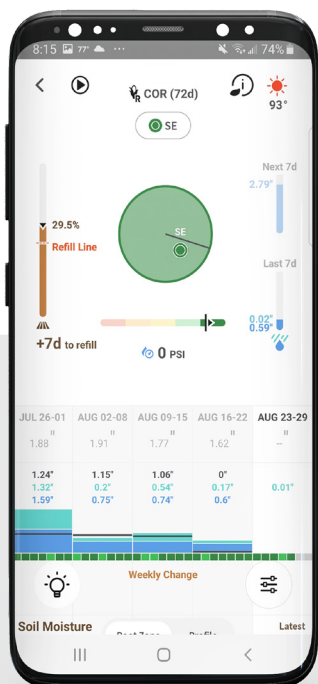 8:15 77° 74%
COR (72d)
93°
SE
Next 7d
2.79"
29.5%
Refill Line
SE
Last 7d
0.02"
0.59"
+7d to refill
0 PSI
JUL 26-01 AUG 02-08 AUG 09-15 AUG 16-22 AUG 23-29
" " " " "
1.88 1.91 1.77 1.62 --
1.24" 1.15" 1.06" 0"
1.32" 0.2" 0.54" 0.17" 0.01"
1.59" 0.75" 0.74" 0.6"
Weekly Change
Soil Moisture Root Zone Profile Latest